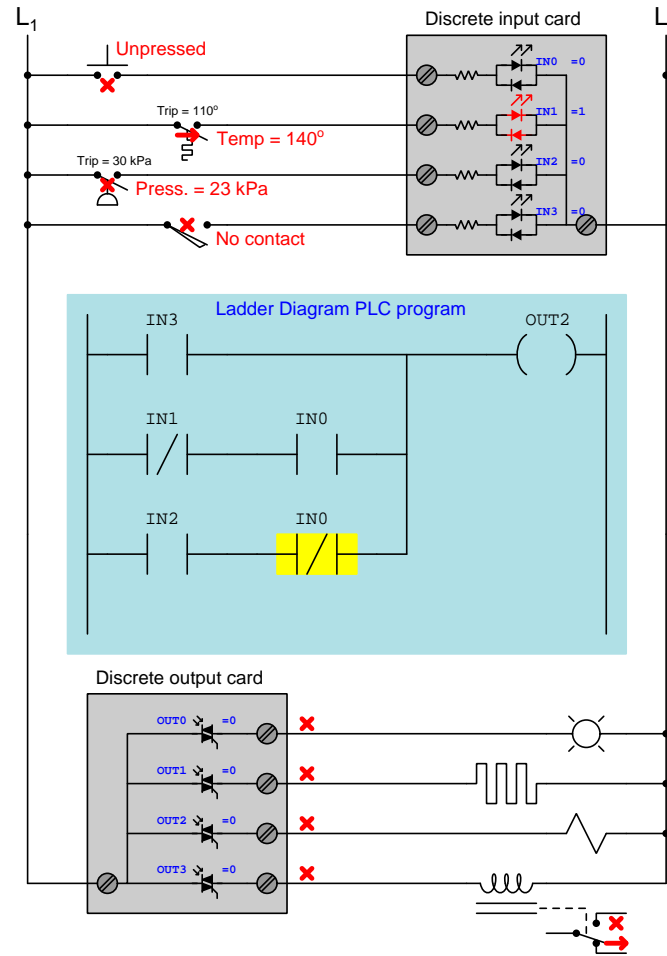 L1
L
Discrete input card
Unpressed
IN0 =0
Trip = 110°
Temp = 140°
IN1 =1
Trip = 30 kPa
Press. = 23 kPa
IN2 =0
No contact
IN3 =0
Ladder Diagram PLC program
IN3
OUT2
IN1
IN0
IN2
IN0
Discrete output card
OUT0 =0
OUT1 =0
OUT2 =0
OUT3 =0